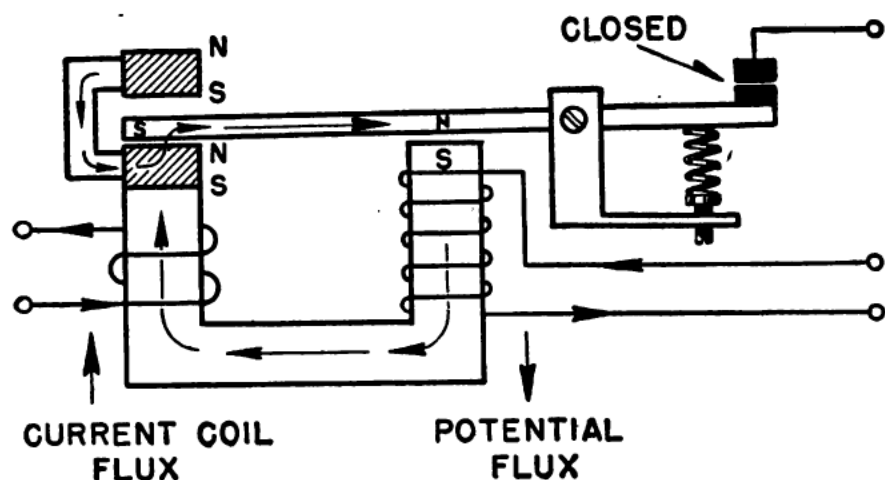 CLOSED
N
S
S
N
N
S
S
CURRENT COIL
FLUX
POTENTIAL
FLUX